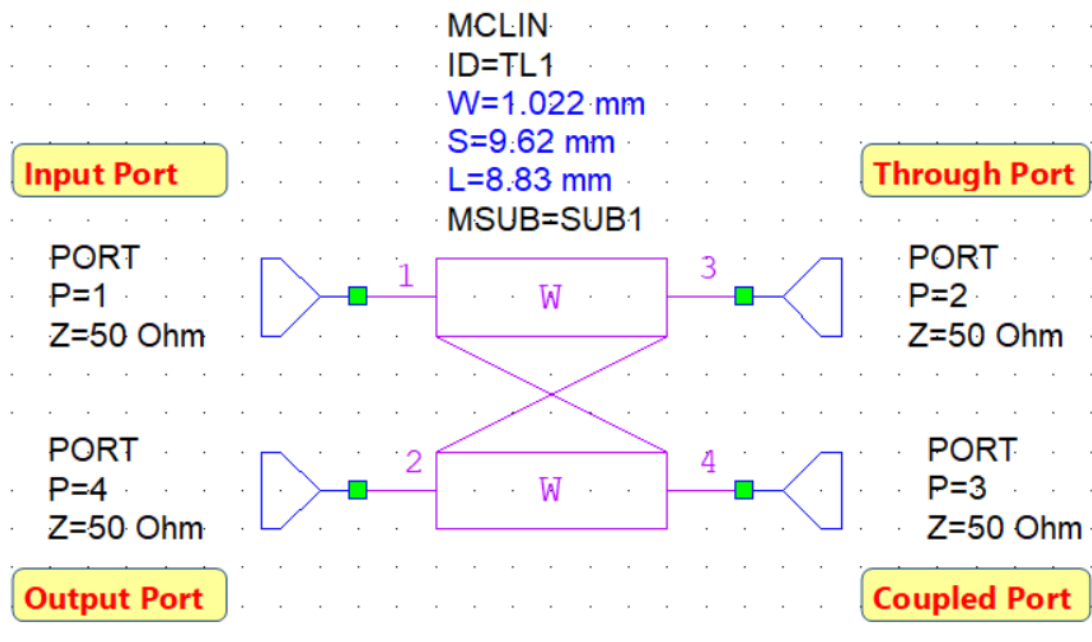 MCLIN
ID=TL1
W=1.022 mm
S=9.62 mm
L=8.83 mm
MSUB=SUB1
Input Port
Through Port
PORT
P=1
Z=50 Ohm
1
W
3
PORT
P=2
Z=50 Ohm
PORT
P=4
Z=50 Ohm
2
W
4
PORT
P=3
Z=50 Ohm
Output Port
Coupled Port